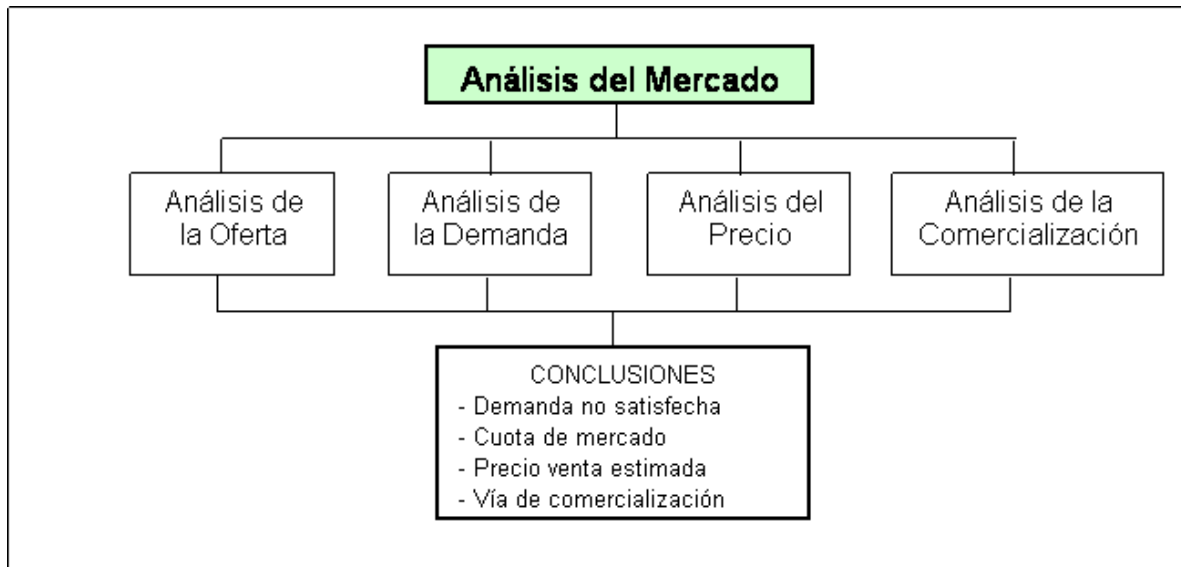 Análisis del Mercado
Análisis de
la Oferta
Análisis de
la Demanda
Análisis del
Precio
Análisis de la
Comercialización
CONCLUSIONES
- Demanda no satisfecha
- Cuota de mercado
- Precio venta estimada
- Vía de comercialización